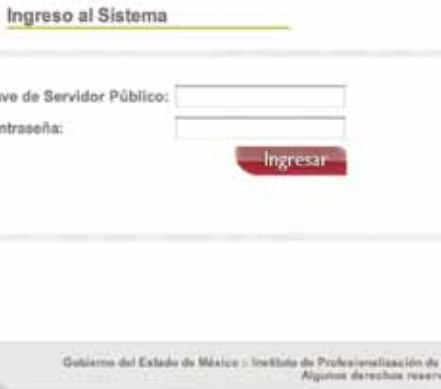 Ingreso al Sistema
ve de Servidor Público:
ntraseña:
Ingresar
Gobierno del Estado de México :: Instituto de Profesionalización de
Algunos derechos reser